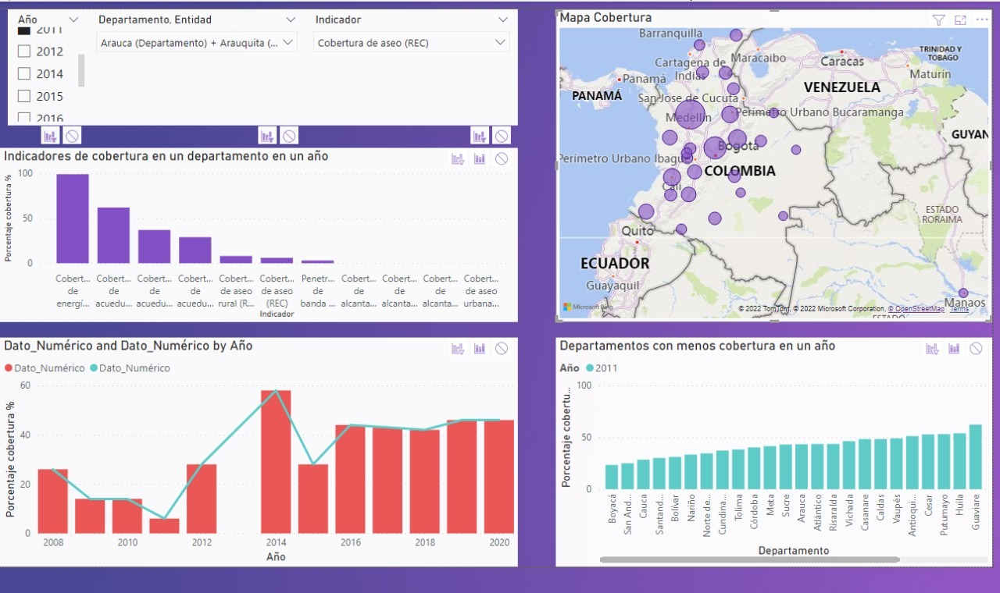 Año
2011
2012
2014
2015
2016
Departamento, Entidad
Arauca (Departamento) + Arauquita (...
Indicador
Cobertura de aseo (REC)
Indicadores de cobertura en un departamento en un año
Porcentaje cobertura %
100
50
0
Cobert... de energí...
Cobert... de acuedu...
Cobert... de acuedu...
Cobert... de acuedu...
Cobert... de aseo rural (R...
Cobert... de aseo (REC)
Penetr... de banda ...
Cobert... de alcanta...
Cobert... de alcanta...
Cobert... de alcanta...
Cobert... de aseo urbana...
Indicador
Mapa Cobertura
Barranquilla
Maracaibo
Caracas
TRINIDAD Y
TOBAGO
Cartagena de
Indias
Panamá
Maturín
PANAMÁ
VENEZUELA
San Jose de Cucuta
Medellín
Perimetro Urbano Bucaramanga
GUYAN
Bogotá
Perimetro Urbano Ibague
COLOMBIA
Cali
ESTADO
RORAIMA
Quito
ECUADOR
Guayaquil
Manaos
Microsoft Bing
© 2022 TomTom, © 2022 Microsoft Corporation, © OpenStreetMap Terms
ESTADO
Dato_Numérico and Dato_Numérico by Año
Dato_Numérico
Dato_Numérico
Porcentaje cobertura %
60
40
20
0
2008
2010
2012
2014
2016
2018
2020
Año
Departamentos con menos cobertura en un año
Año 2011
Porcentaje cobertu...
100
50
0
Boyacá
San And...
Cauca
Santand...
Bolívar
Nariño
Norte de...
Cundina...
Tolima
Córdoba
Meta
Sucre
Arauca
Atlántico
Risaralda
Vichada
Casanare
Caldas
Vaupés
Antioqui...
Cesar
Putumayo
Huila
Guaviare
Departamento